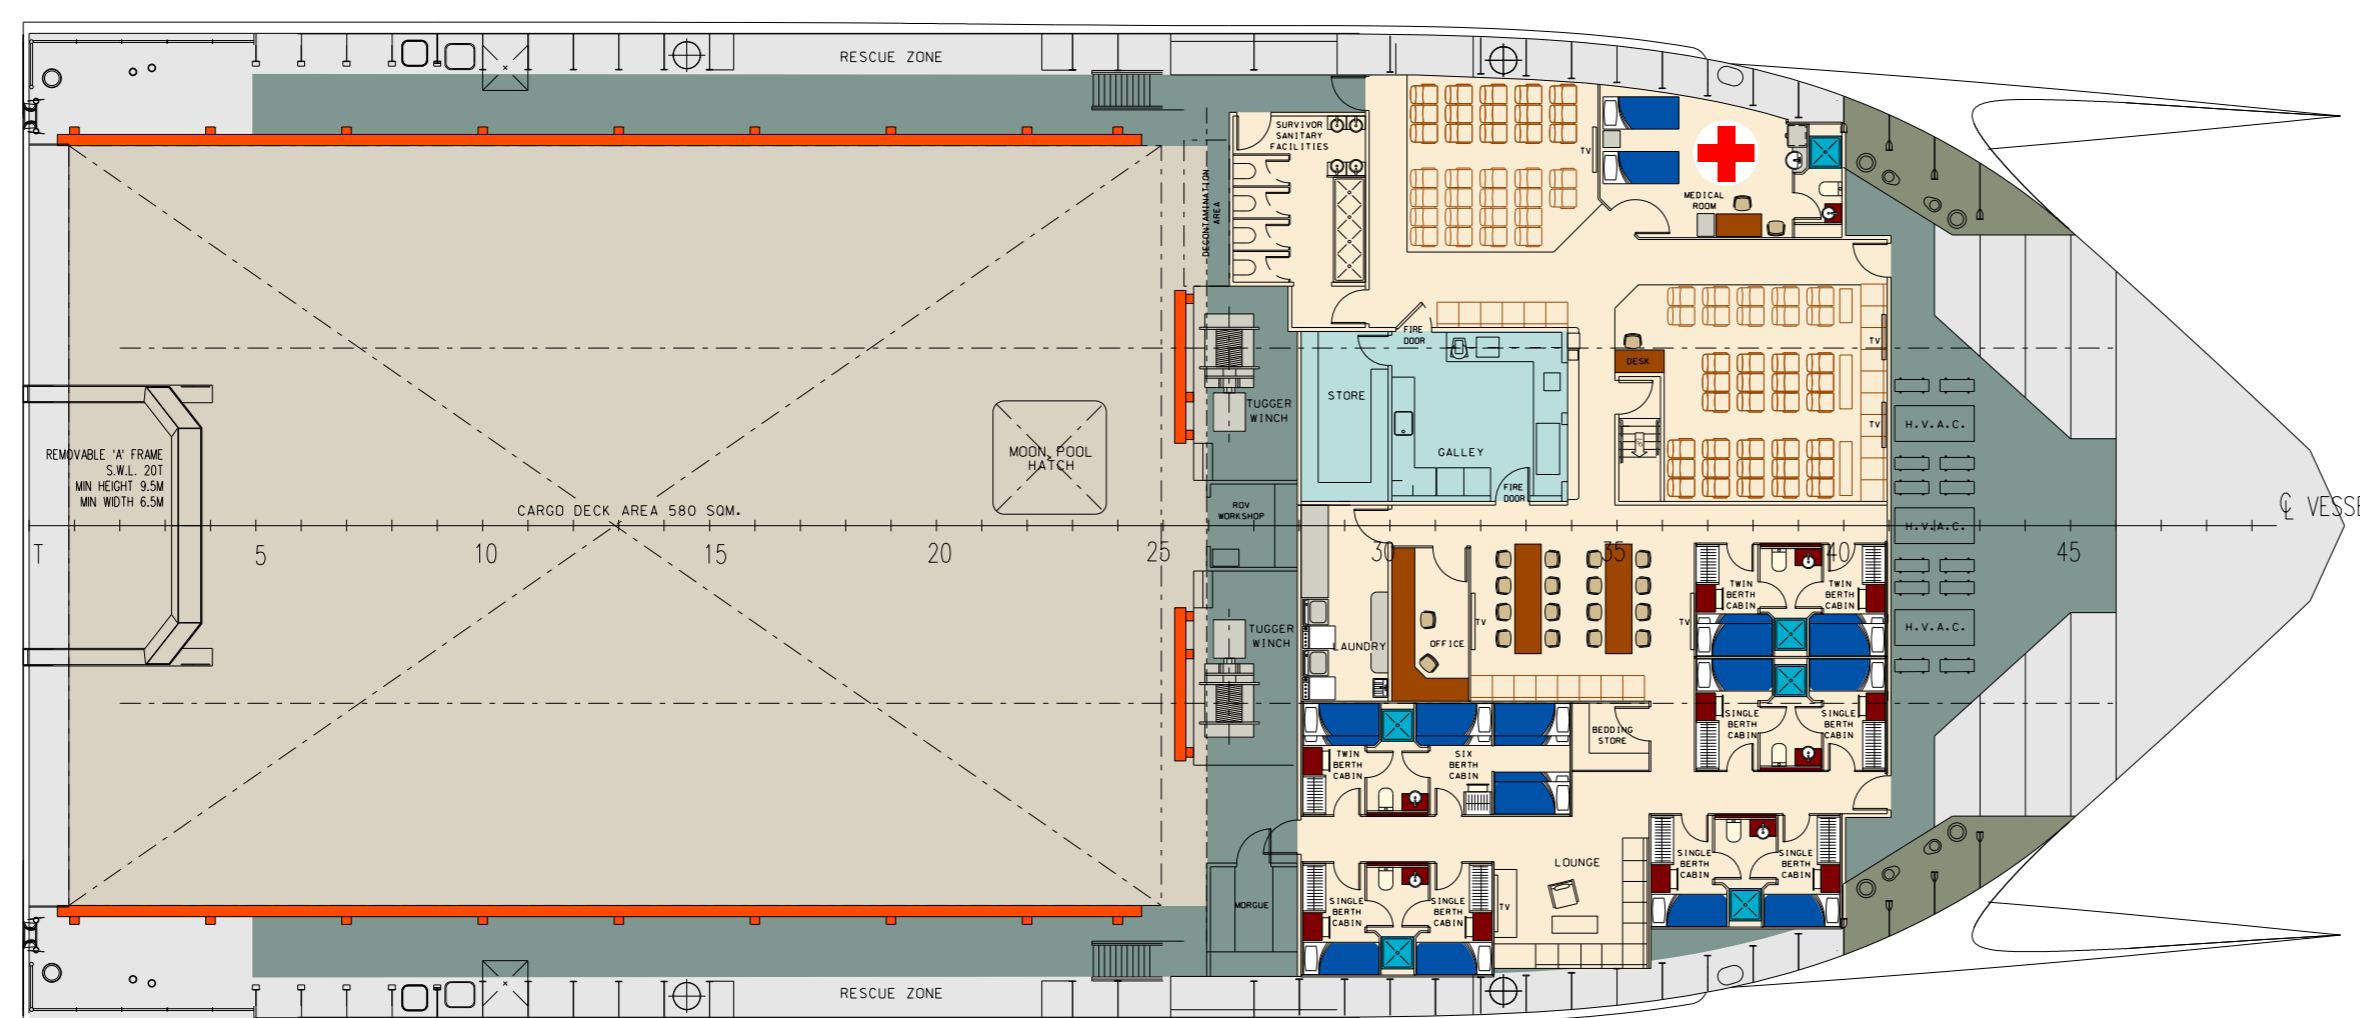 RESCUE ZONE
SURVIVOR
SANITARY
FACILITIES
TV
MEDICAL
ROOM
DECONTAMINATION
AREA
FIRE
DOOR
TV
DESK
STORE
TUGGER
WINCH
H.V.A.C.
TV
REMOVABLE 'A' FRAME
S.W.L. 20T
MIN HEIGHT 9.5M
MIN WIDTH 6.5M
MOON POOL
HATCH
GALLEY
FIRE
DOOR
CARGO DECK AREA 580 SQM.
ROV
WORKSHOP
H.V.A.C.
℄ VESSE
T
5
10
15
20
25
30
35
40
45
TWIN
BERTH
CABIN
TWIN
BERTH
CABIN
TUGGER
WINCH
LAUNDRY
OFFICE
TV
TV
H.V.A.C.
SINGLE
BERTH
CABIN
SINGLE
BERTH
CABIN
BEDDING
STORE
TWIN
BERTH
CABIN
SIX
BERTH
CABIN
LOUNGE
SINGLE
BERTH
CABIN
SINGLE
BERTH
CABIN
MORGUE
SINGLE
BERTH
CABIN
SINGLE
BERTH
CABIN
TV
RESCUE ZONE